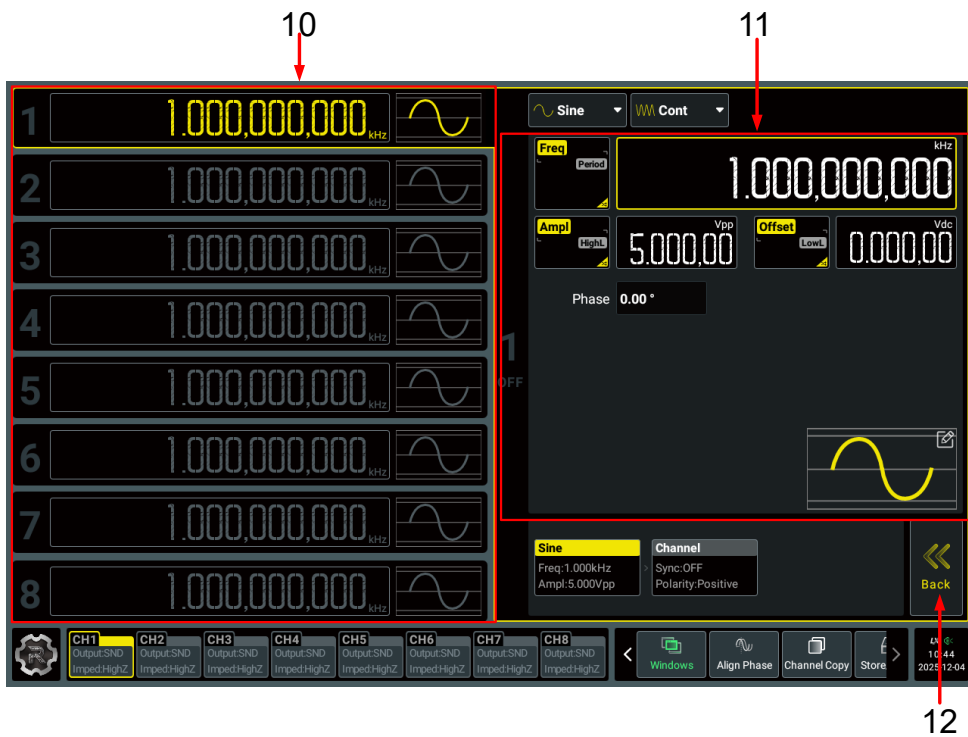 10
11
1
1.000,000,000 kHz
2
1.000,000,000 kHz
3
1.000,000,000 kHz
4
1.000,000,000 kHz
5
1.000,000,000 kHz
6
1.000,000,000 kHz
7
1.000,000,000 kHz
8
1.000,000,000 kHz
Sine
Cont
Freq
Period
kHz
1.000,000,000
Ampl
HighL
Vpp
5.000,00
Offset
LowL
Vdc
0.000,00
Phase 0.00 °
1
OFF
Sine
Freq:1.000kHz
Ampl:5.000Vpp
Channel
Sync:OFF
Polarity:Positive
Back
CH1
Output:SND
Imped:HighZ
CH2
Output:SND
Imped:HighZ
CH3
Output:SND
Imped:HighZ
CH4
Output:SND
Imped:HighZ
CH5
Output:SND
Imped:HighZ
CH6
Output:SND
Imped:HighZ
CH7
Output:SND
Imped:HighZ
CH8
Output:SND
Imped:HighZ
Windows
Align Phase
Channel Copy
Store
10:44
2025-12-04
12